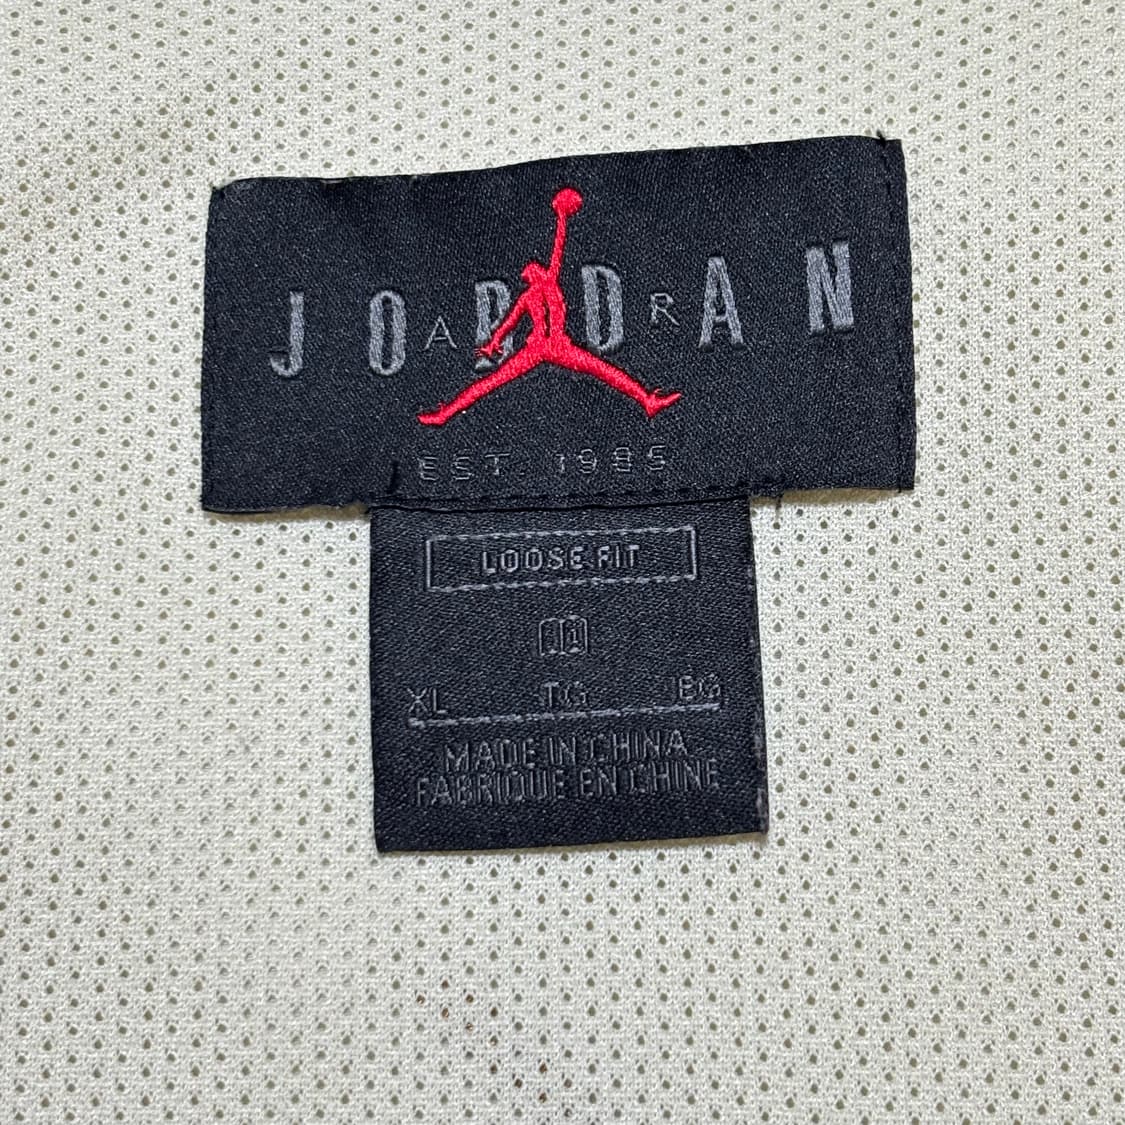 JORDAN
AIR
EST. 1985
LOOSE FIT
XL TG EG
MADE IN CHINA
FABRIQUE EN CHINE